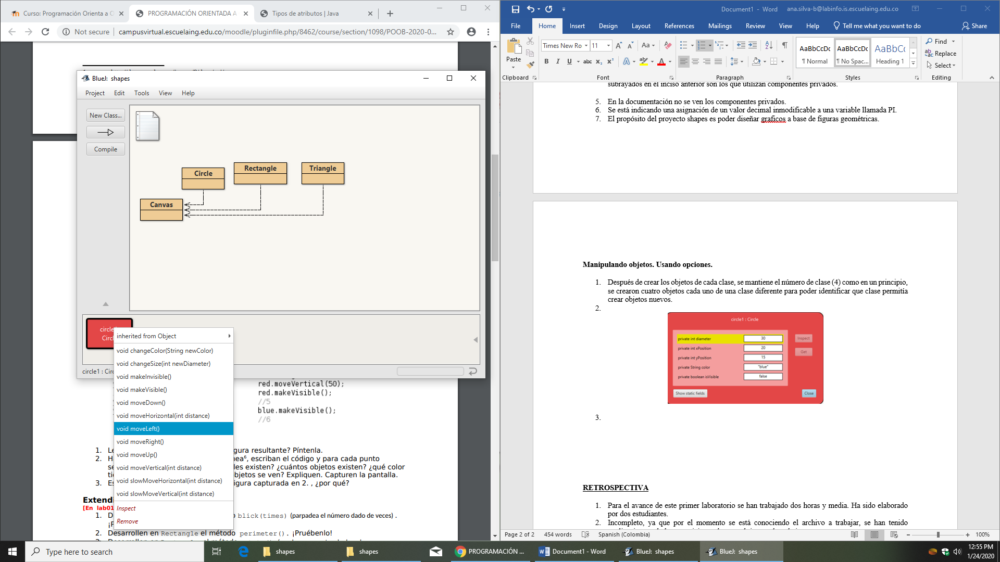 Curso: Programación Orienta a O
PROGRAMACIÓN ORIENTADA A
Tipos de atributos | Java
Not secure
campusvirtual.escuelaing.edu.co/moodle/pluginfile.php/8462/course/section/1098/POOB-2020-0...
BlueJ: shapes
Project Edit Tools View Help
New Class...
Compile
Circle
Rectangle
Triangle
Canvas
circle1 : Circ
inherited from Object
void changeColor(String newColor)
void changeSize(int newDiameter)
void makeInvisible()
void makeVisible()
void moveDown()
void moveHorizontal(int distance)
void moveLeft()
void moveRight()
void moveUp()
void moveVertical(int distance)
void slowMoveHorizontal(int distance)
void slowMoveVertical(int distance)
Inspect
Remove
red.moveVertical(50);
red.makeVisible();
//5
blue.makeVisible();
//6
1. gura resultante? Píntenla.
2. nea⁶, escriban el código y para cada punto
les existen? ¿cuántos objetos existen? ¿qué color
bjetos se ven? Expliquen. Capturen la pantalla.
3. igura capturada en 2. , ¿por qué?
Extendi
[En lab01
1. D blick(times) (parpadea el número dado de veces) .
2. Desarrollen en Rectangle el método perimeter(). ¡Pruébenlo!
Document1 - Word
ana.silva-b@labinfo.is.escuelaing.edu.co
File Home Insert Design Layout References Mailings Review View Help Tell me what you want to do Share
Paste
Times New Ro 11
AaBbCcDc AaBbCcDc AaBbCc
¶ Normal ¶ No Spac... Heading 1
Find
Replace
Select
Clipboard Font Paragraph Styles Editing
subrayados en el inciso anterior son los que utilizan componentes privados.
5. En la documentación no se ven los componentes privados.
6. Se está indicando una asignación de un valor decimal inmodificable a una variable llamada PI.
7. El propósito del proyecto shapes es poder diseñar graficos a base de figuras geométricas.
Manipulando objetos. Usando opciones.
1. Después de crear los objetos de cada clase, se mantiene el número de clase (4) como en un principio,
se crearon cuatro objetos cada uno de una clase diferente para poder identificar que clase permitía
crear objetos nuevos.
2.
circle1 : Circle
private int diameter 30
private int xPosition 20
private int yPosition 15
private String color "blue"
private boolean isVisible false
Inspect
Get
Show static fields
Close
3.
RETROSPECTIVA
1. Para el avance de este primer laboratorio se han trabajado dos horas y media. Ha sido elaborado
por dos estudiantes.
2. Incompleto, ya que por el momento se está conociendo el archivo a trabajar, se han tenido
Page 2 of 2 454 words Spanish (Colombia) 100%
Type here to search
shapes
shapes
PROGRAMACIÓN ...
Document1 - Word
BlueJ: shapes
BlueJ: shapes
12:55 PM
1/24/2020